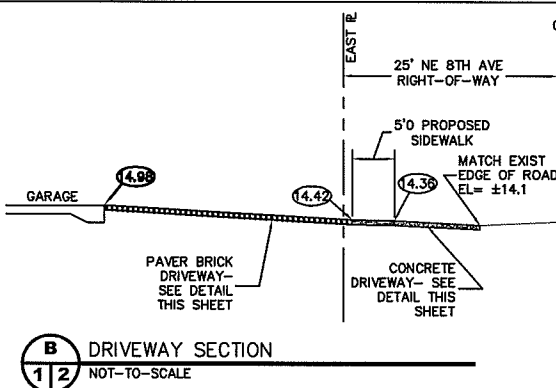 EAST PL
25' NE 8TH AVE
RIGHT-OF-WAY
5'0 PROPOSED
SIDEWALK
MATCH EXIST
EDGE OF ROAD
EL= ±14.1
14.98
GARAGE
14.42
14.36
PAVER BRICK
DRIVEWAY-
SEE DETAIL
THIS SHEET
CONCRETE
DRIVEWAY- SEE
DETAIL THIS
SHEET
B
1 2
DRIVEWAY SECTION
NOT-TO-SCALE